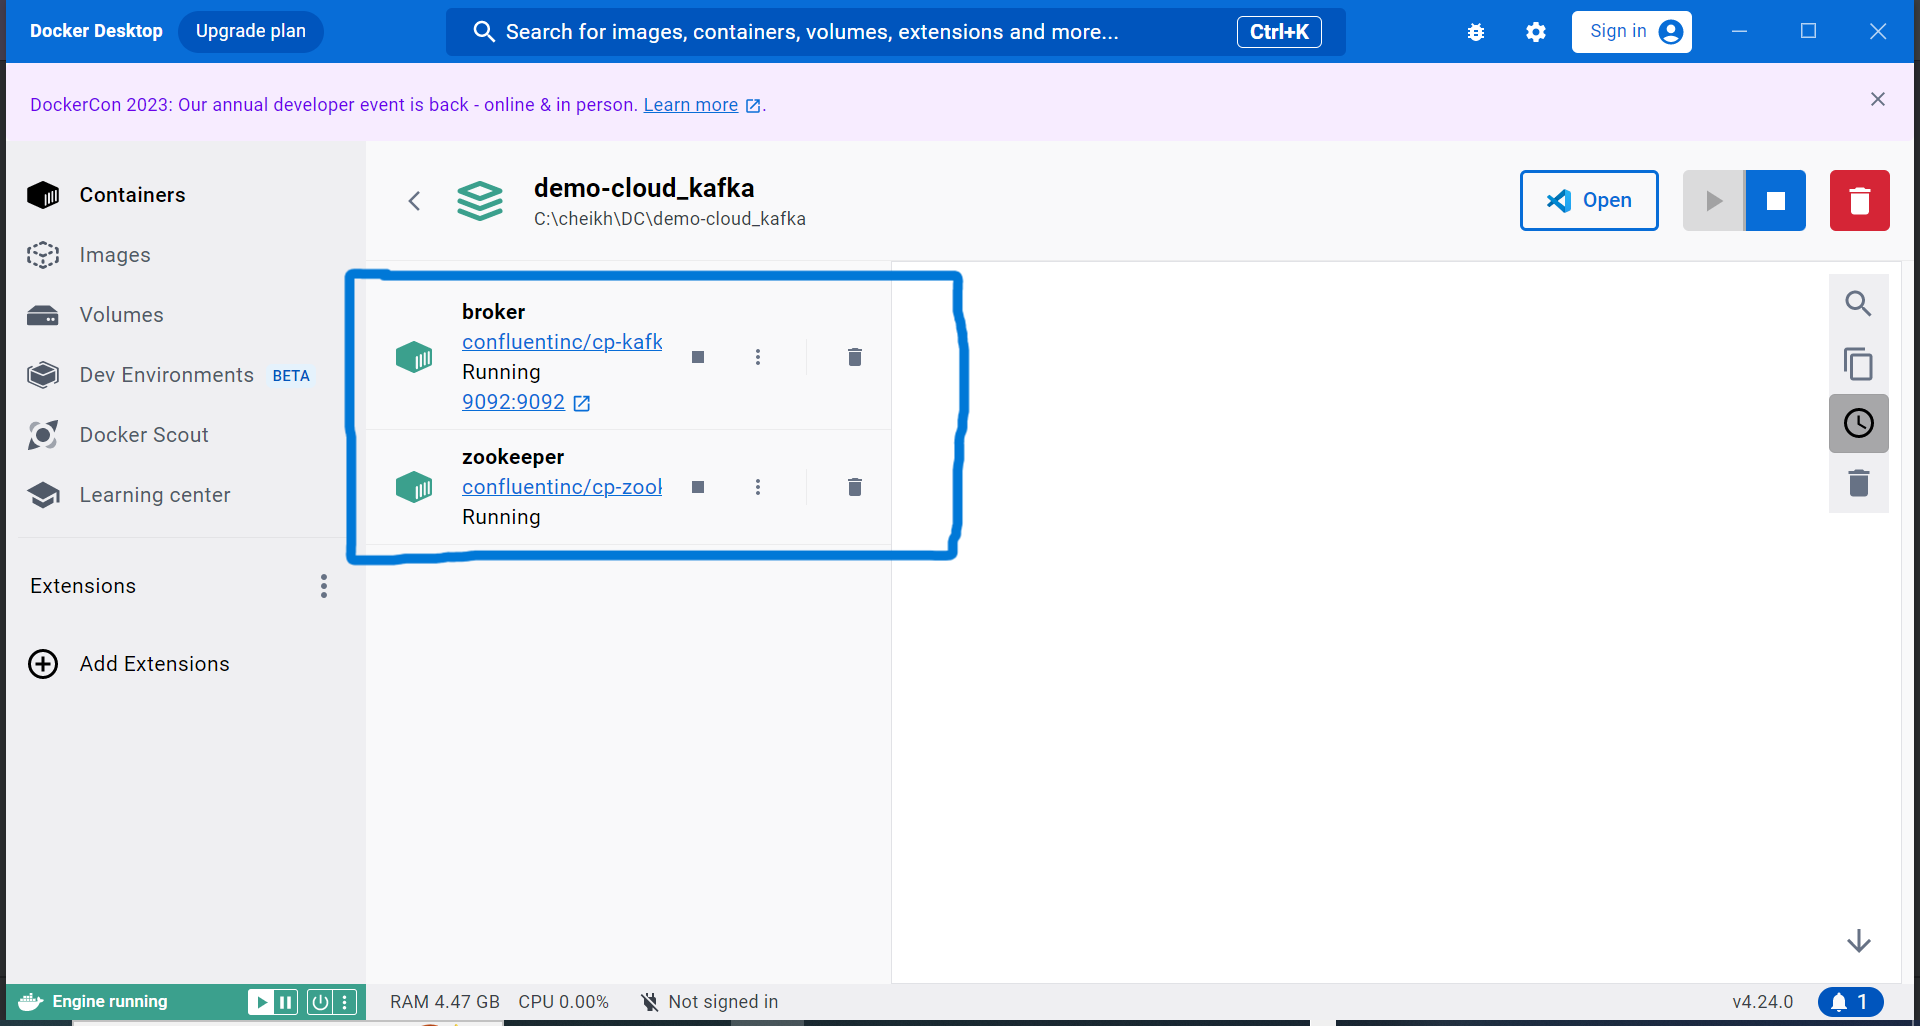 Docker Desktop Upgrade plan Search for images, containers, volumes, extensions and more... Ctrl+K Sign in
DockerCon 2023: Our annual developer event is back - online & in person. Learn more .
Containers
Images
Volumes
Dev Environments BETA
Docker Scout
Learning center
Extensions
Add Extensions
demo-cloud_kafka
C:\cheikh\DC\demo-cloud_kafka
Open
broker
confluentinc/cp-kafk
Running
9092:9092
zookeeper
confluentinc/cp-zook
Running
Engine running RAM 4.47 GB CPU 0.00% Not signed in v4.24.0 1